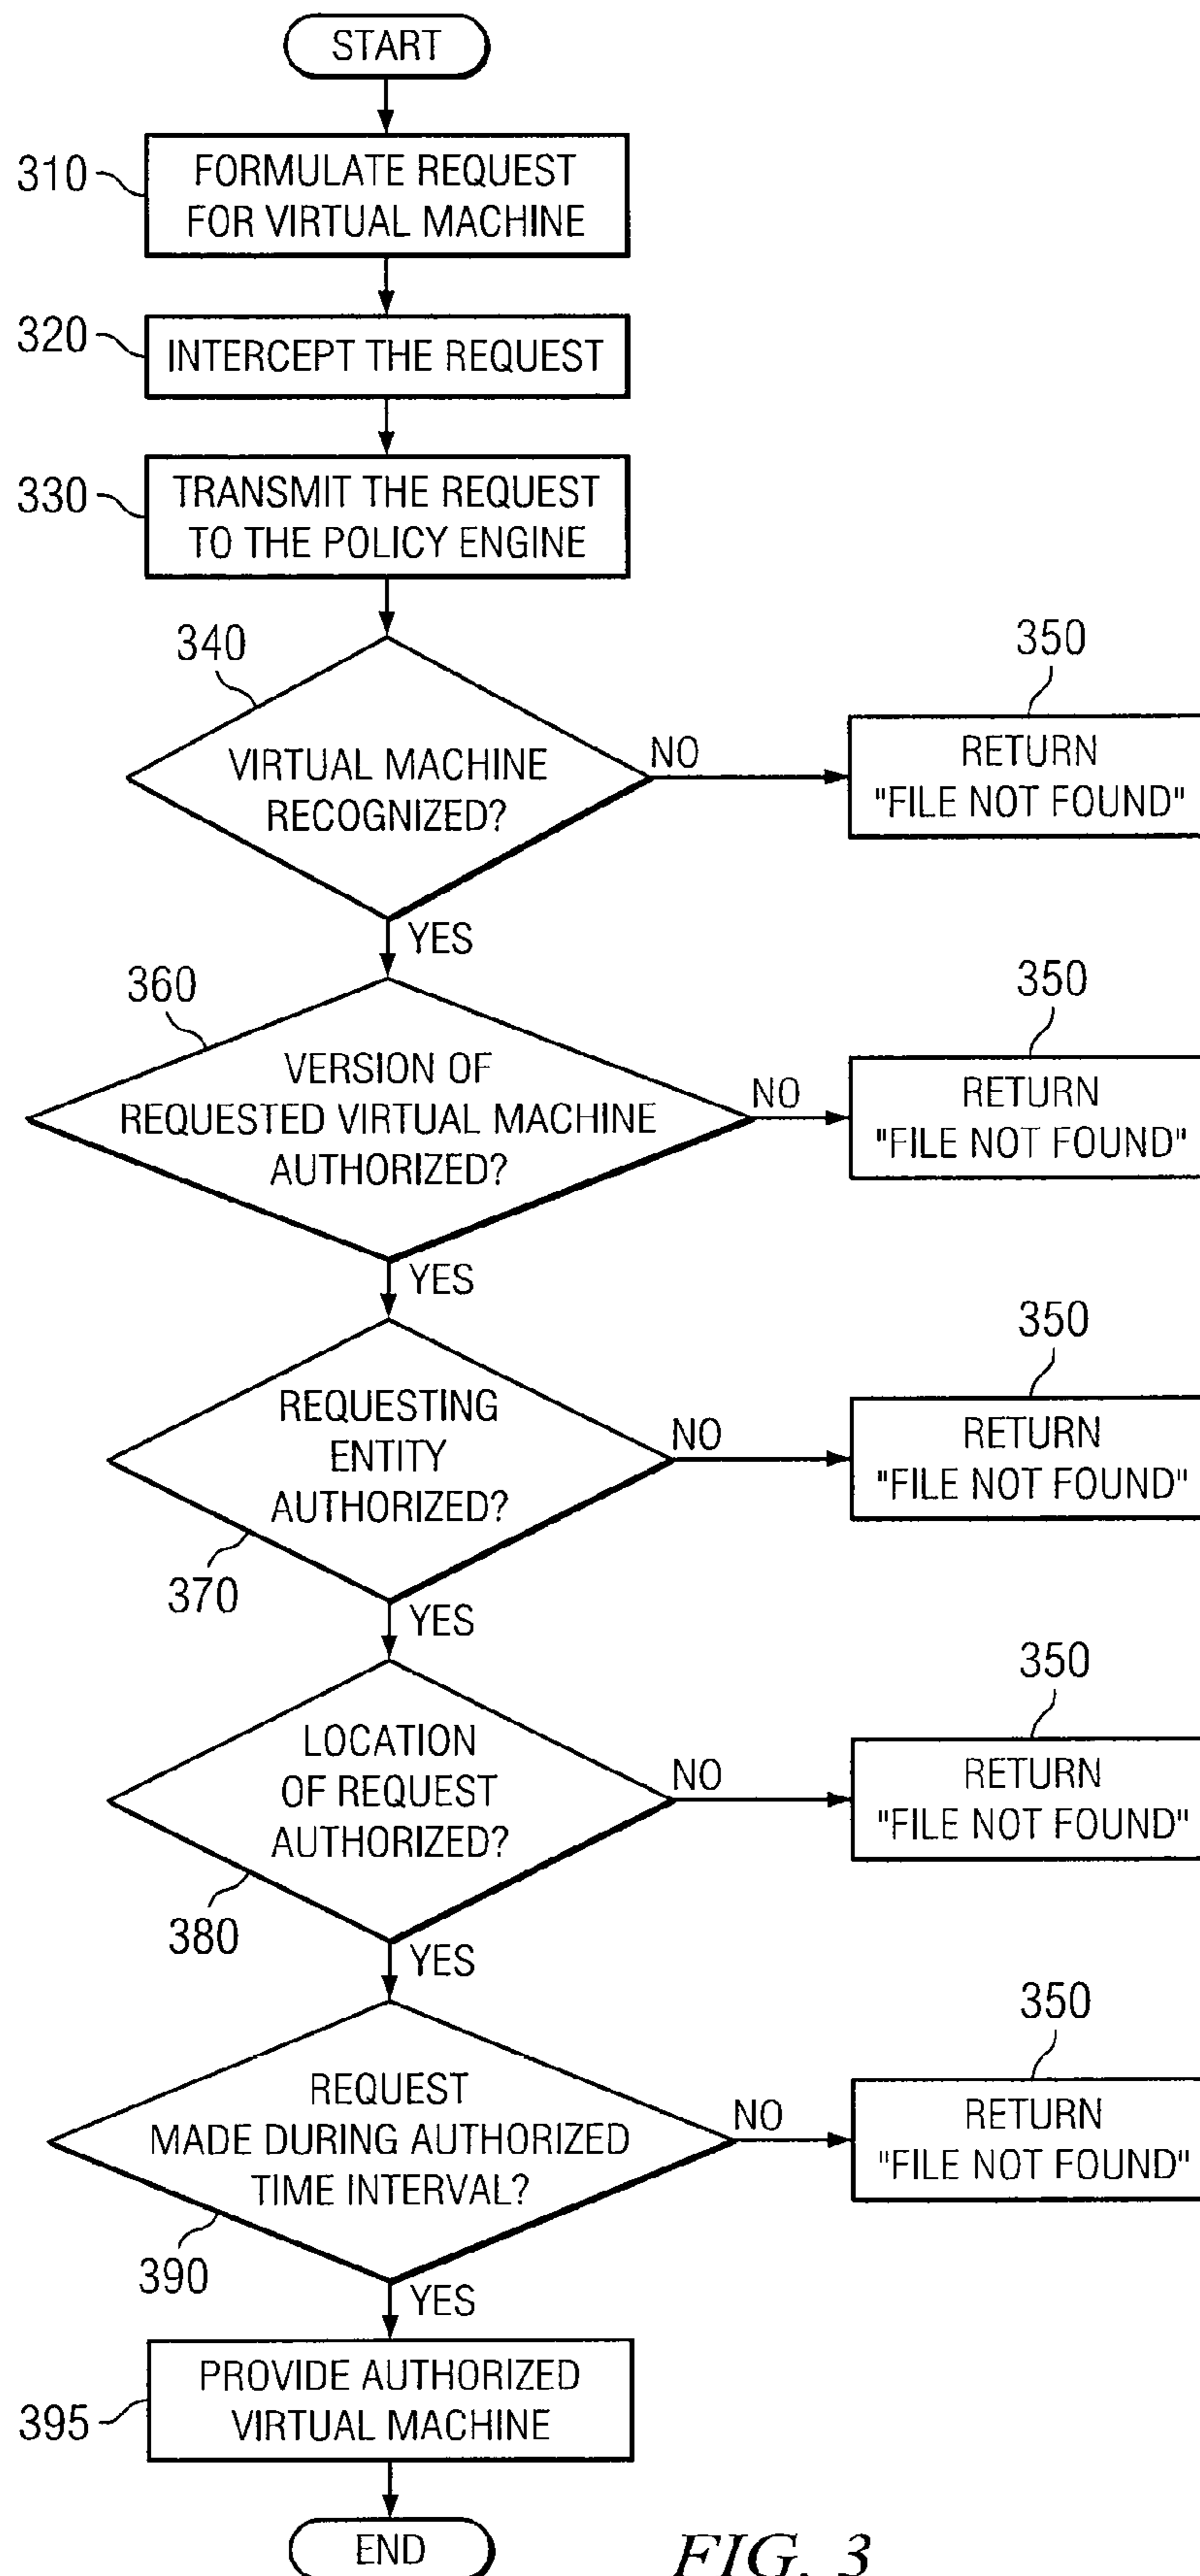 START
310
FORMULATE REQUEST
FOR VIRTUAL MACHINE
320
INTERCEPT THE REQUEST
330
TRANSMIT THE REQUEST
TO THE POLICY ENGINE
340
VIRTUAL MACHINE
RECOGNIZED?
NO
350
RETURN
"FILE NOT FOUND"
YES
360
VERSION OF
REQUESTED VIRTUAL MACHINE
AUTHORIZED?
NO
350
RETURN
"FILE NOT FOUND"
YES
REQUESTING
ENTITY
AUTHORIZED?
370
NO
350
RETURN
"FILE NOT FOUND"
YES
LOCATION
OF REQUEST
AUTHORIZED?
380
NO
350
RETURN
"FILE NOT FOUND"
YES
REQUEST
MADE DURING AUTHORIZED
TIME INTERVAL?
390
NO
350
RETURN
"FILE NOT FOUND"
YES
395
PROVIDE AUTHORIZED
VIRTUAL MACHINE
END
FIG. 3